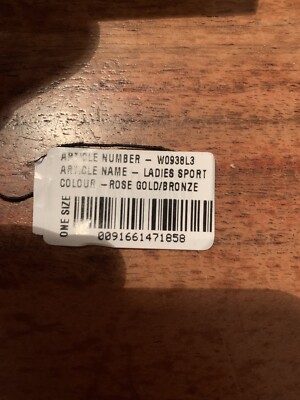 ARTICLE NUMBER - W0938L3
ARTICLE NAME - LADIES SPORT
COLOUR -ROSE GOLD/BRONZE
ONE SIZE
0091661471858